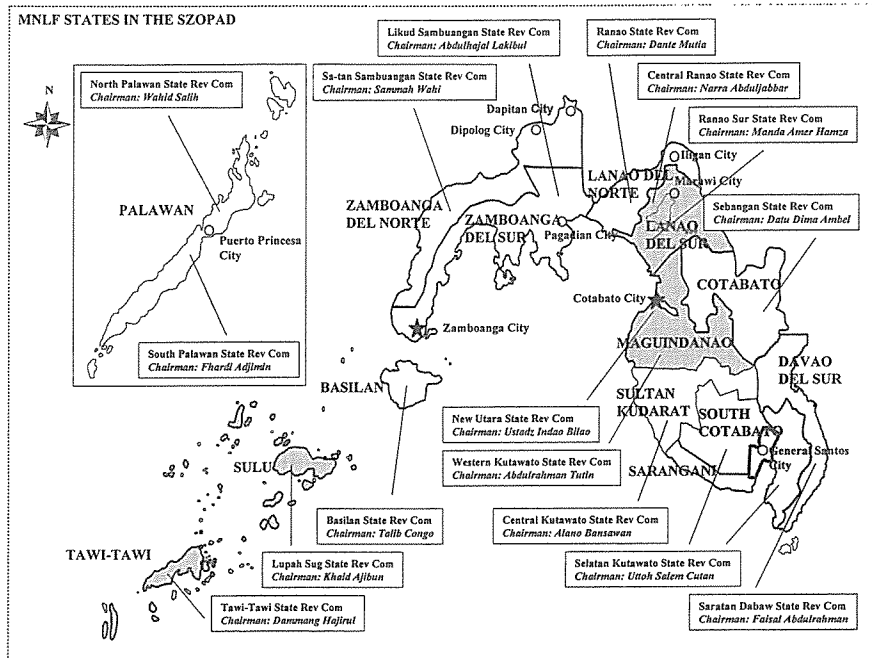 MNLF STATES IN THE SZOPAD
Likud Sambuangan State Rev Com
Chairman: Abdulhajal Lakibul
Ranao State Rev Com
Chairman: Dante Mutia
North Palawan State Rev Com
Chairman: Wahid Salih
Sa-tan Sambuangan State Rev Com
Chairman: Sammah Wahi
Central Ranao State Rev Com
Chairman: Narra Abduljabbar
N
Ranao Sur State Rev Com
Chairman: Manda Amer Hamza
Dapitan City
Dipolog City
Iligan City
LANAO DEL
NORTE
Marawi City
Sebangan State Rev Com
Chairman: Datu Dima Ambel
PALAWAN
Puerto Princesa
City
ZAMBOANGA
DEL NORTE
ZAMBOANGA
DEL SUR
Pagadian City
LANAO
DEL SUR
COTABATO
Cotabato City
Zamboanga City
MAGUINDANAO
South Palawan State Rev Com
Chairman: Fhardi Adjimin
BASILAN
DAVAO
DEL SUR
SULTAN
KUDARAT
SOUTH
COTABATO
New Utara State Rev Com
Chairman: Ustadz Indao Bilao
General Santos
City
Western Kutawato State Rev Com
Chairman: Abdulrahman Tutin
SARANGANI
SULU
Basilan State Rev Com
Chairman: Talib Congo
Central Kutawato State Rev Com
Chairman: Alano Bansawan
TAWI-TAWI
Lupah Sug State Rev Com
Chairman: Khaid Ajibun
Selatan Kutawato State Rev Com
Chairman: Uttoh Salem Cutan
Tawi-Tawi State Rev Com
Chairman: Dammang Hajirul
Saratan Dabaw State Rev Com
Chairman: Faisal Abdulrahman